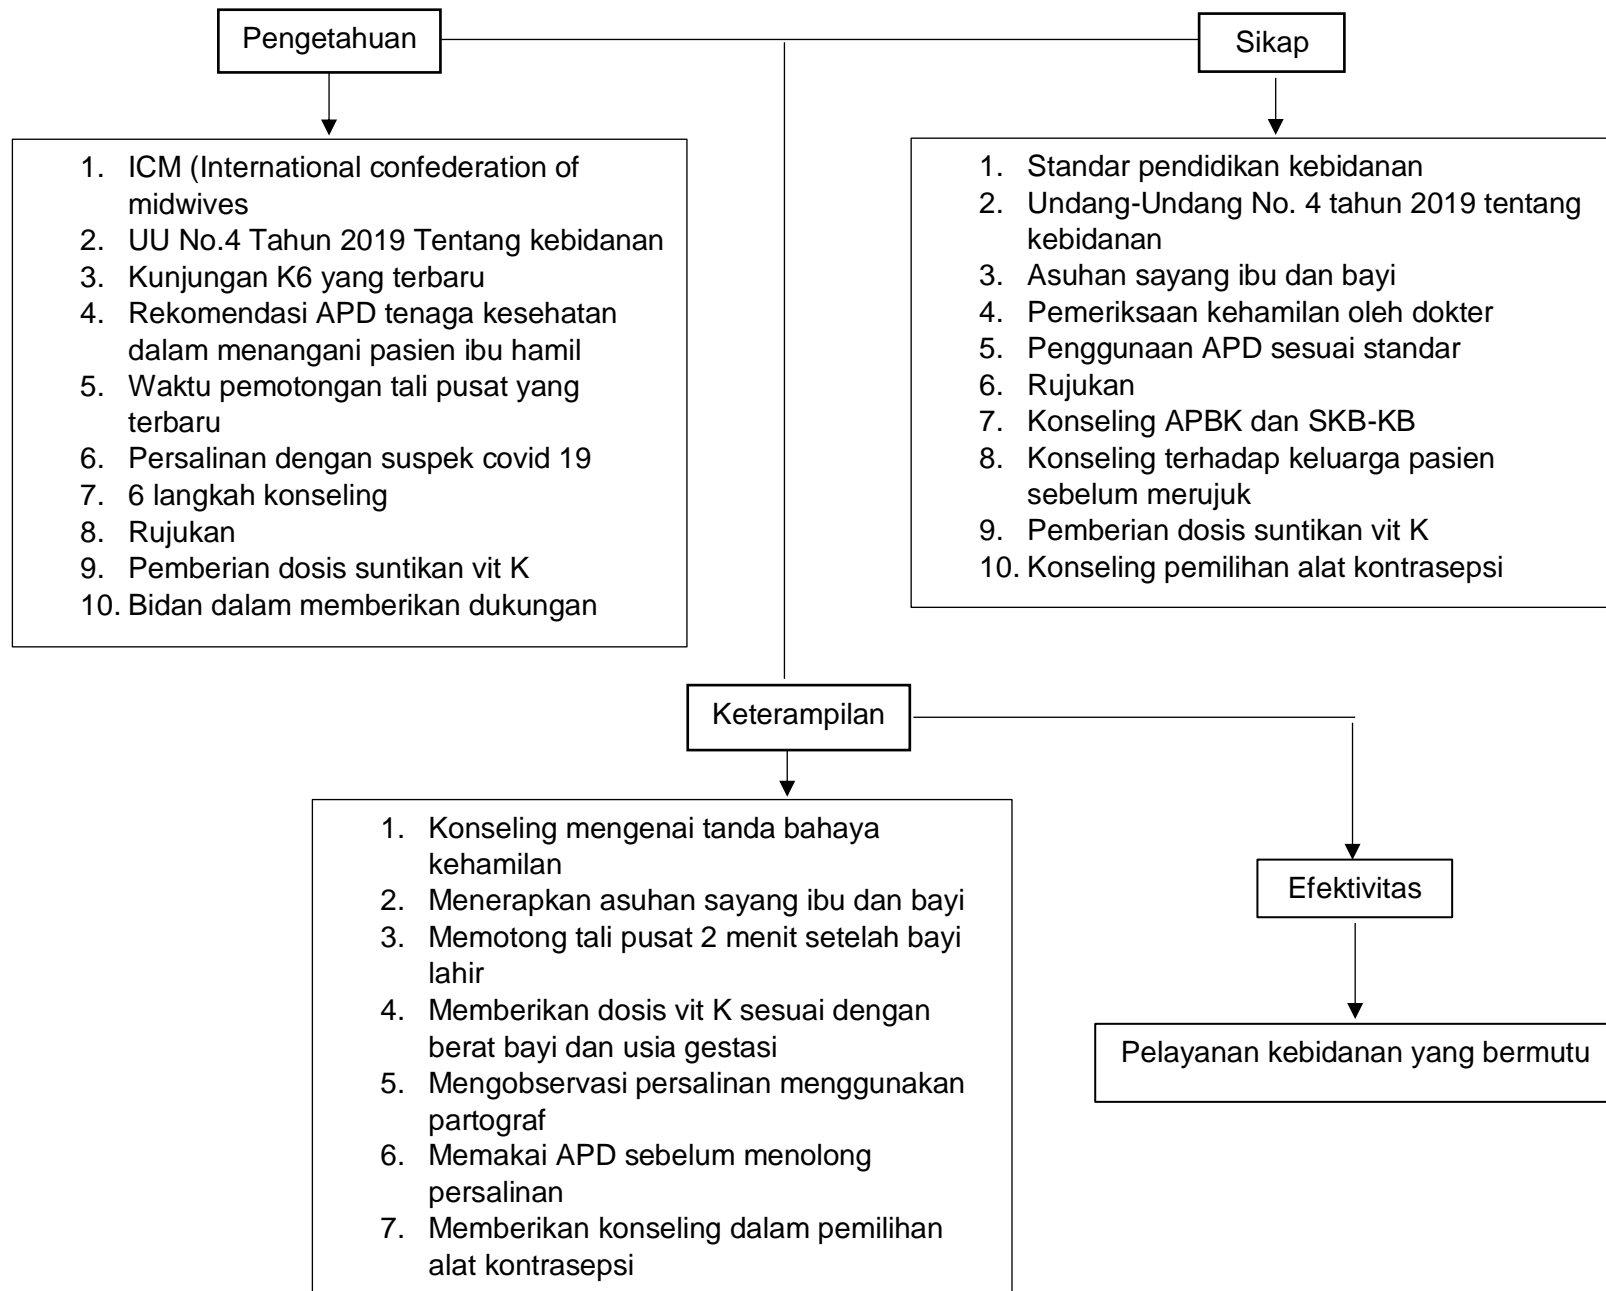 Pengetahuan
Sikap
1. ICM (International confederation of
midwives
2. UU No.4 Tahun 2019 Tentang kebidanan
3. Kunjungan K6 yang terbaru
4. Rekomendasi APD tenaga kesehatan
dalam menangani pasien ibu hamil
5. Waktu pemotongan tali pusat yang
terbaru
6. Persalinan dengan suspek covid 19
7. 6 langkah konseling
8. Rujukan
9. Pemberian dosis suntikan vit K
10. Bidan dalam memberikan dukungan
1. Standar pendidikan kebidanan
2. Undang-Undang No. 4 tahun 2019 tentang
kebidanan
3. Asuhan sayang ibu dan bayi
4. Pemeriksaan kehamilan oleh dokter
5. Penggunaan APD sesuai standar
6. Rujukan
7. Konseling APBK dan SKB-KB
8. Konseling terhadap keluarga pasien
sebelum merujuk
9. Pemberian dosis suntikan vit K
10. Konseling pemilihan alat kontrasepsi
Keterampilan
1. Konseling mengenai tanda bahaya
kehamilan
2. Menerapkan asuhan sayang ibu dan bayi
3. Memotong tali pusat 2 menit setelah bayi
lahir
4. Memberikan dosis vit K sesuai dengan
berat bayi dan usia gestasi
5. Mengobservasi persalinan menggunakan
partograf
6. Memakai APD sebelum menolong
persalinan
7. Memberikan konseling dalam pemilihan
alat kontrasepsi
Efektivitas
Pelayanan kebidanan yang bermutu